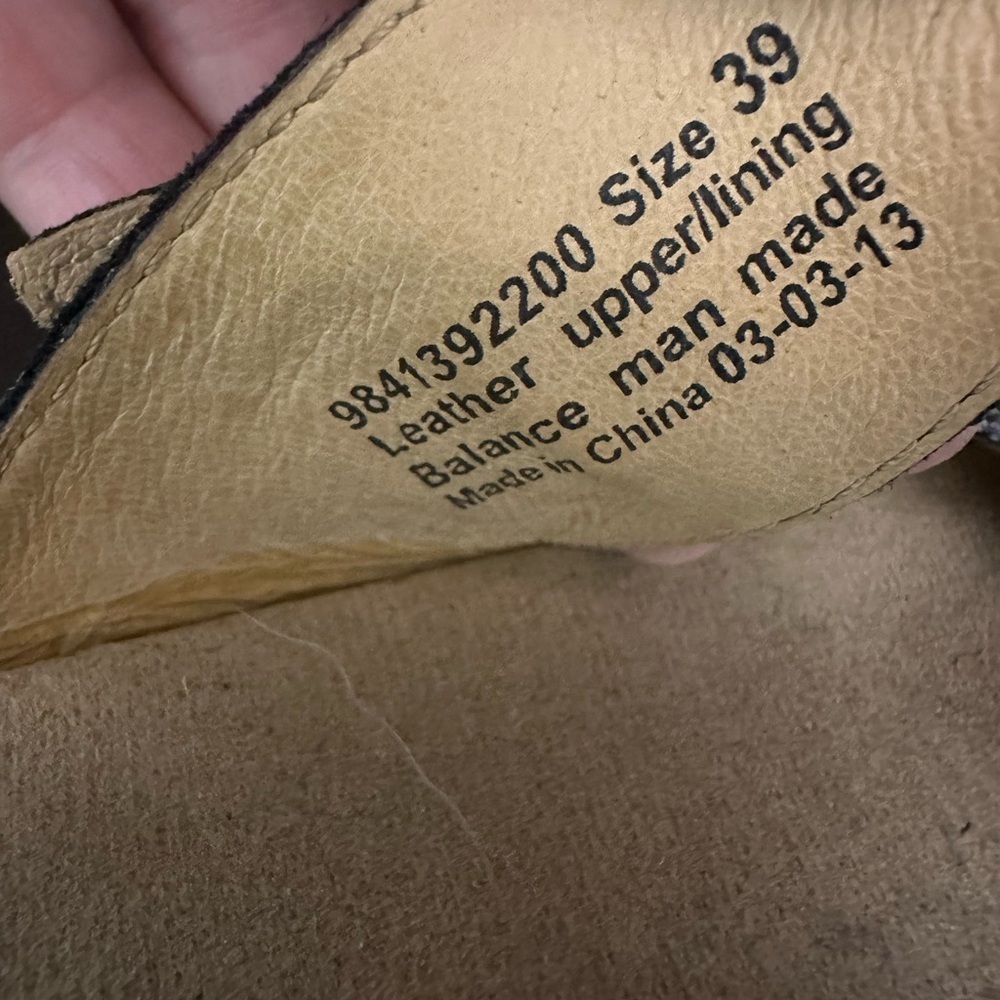 9841392200 Size 39
Leather upper/lining
Balance man made
Made in China 03-03-13